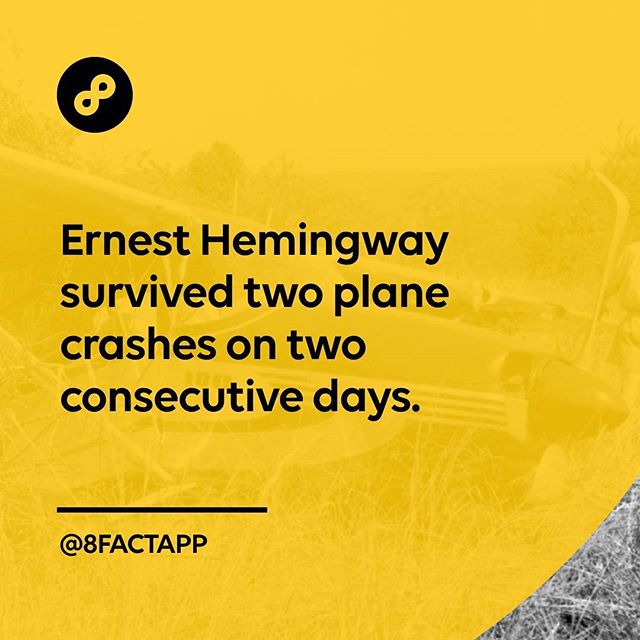 Ernest Hemingway
survived two plane
crashes on two
consecutive days.
@8FACTAPP